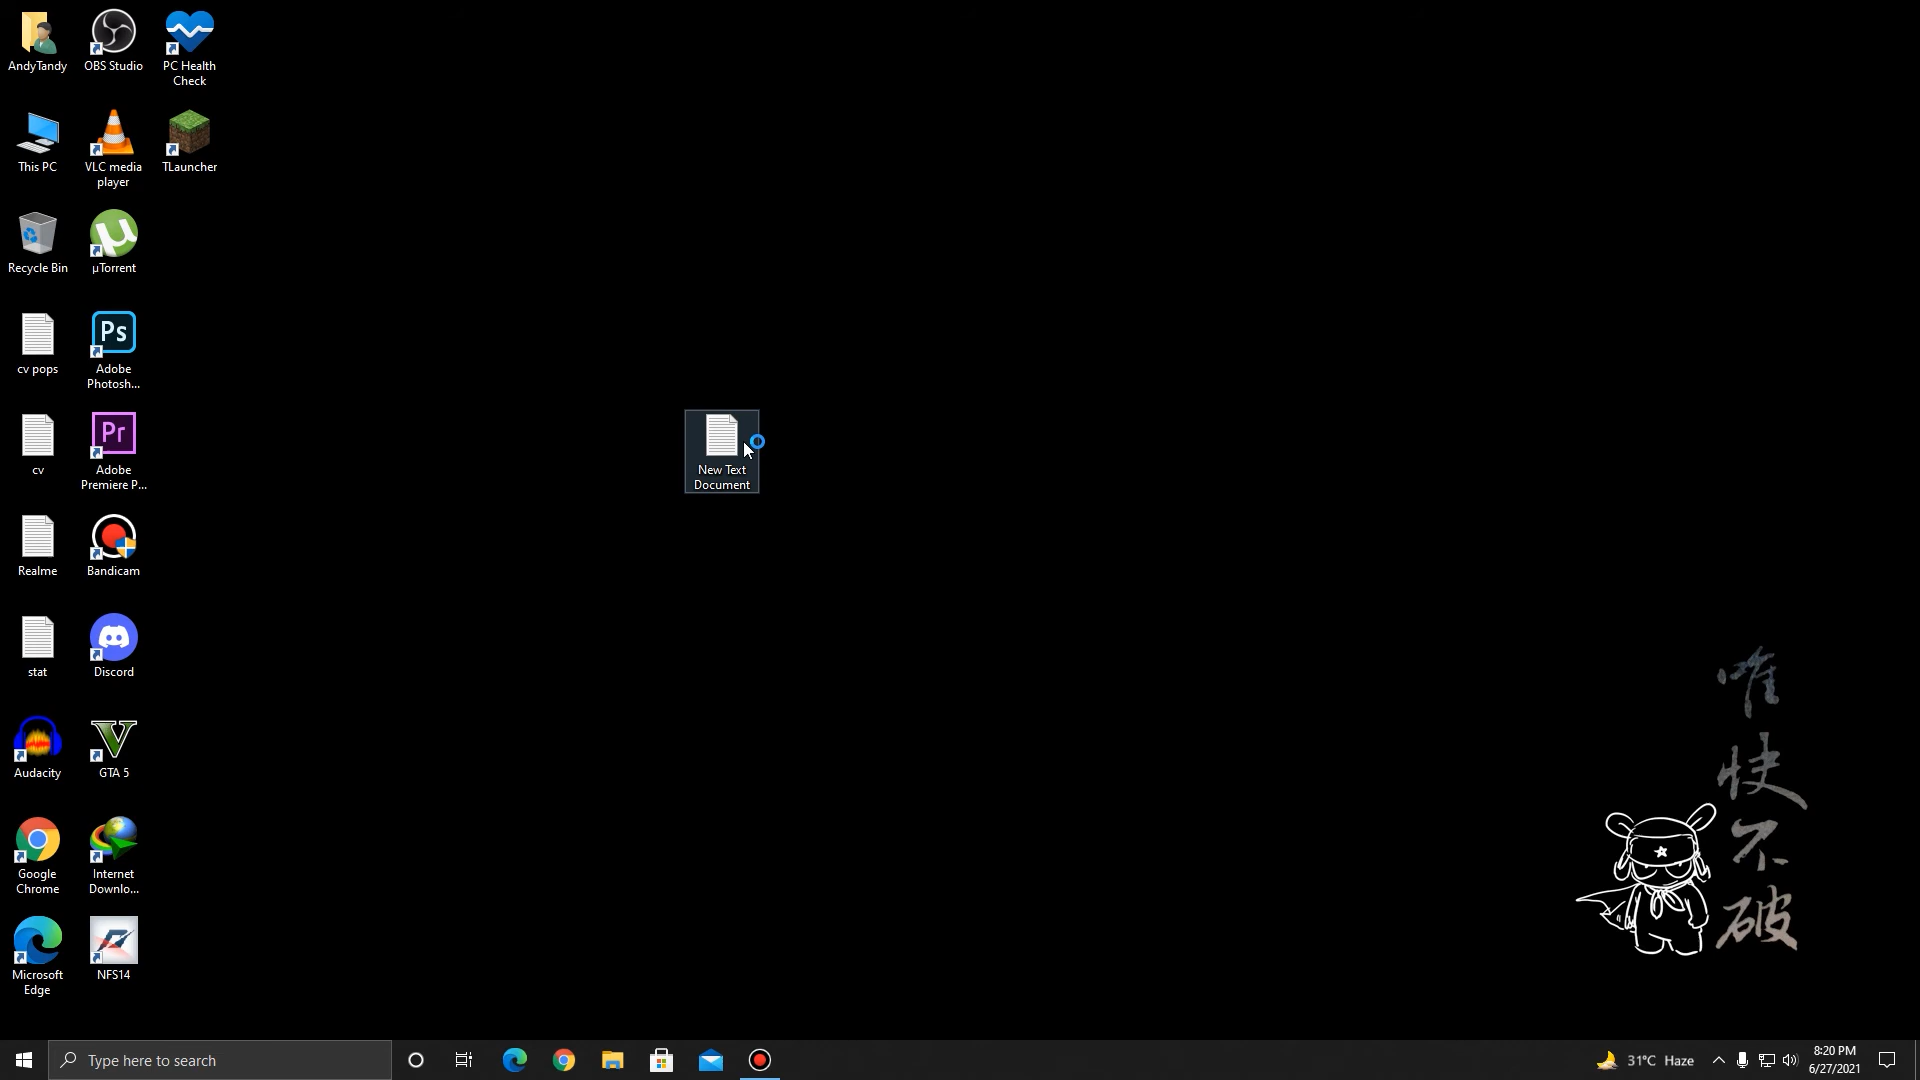 AndyTandy
OBS Studio
PC Health
Check
This PC
VLC media
player
TLauncher
Recycle Bin
µTorrent
cv pops
Ps
Adobe
Photosh...
cv
Pr
Adobe
Premiere P...
New Text
Document
Realme
Bandicam
stat
Discord
Audacity
V
GTA 5
Google
Chrome
Internet
Downlo...
Microsoft
Edge
NFS14
唯
快
不
破
Type here to search
31°C Haze
8:20 PM
6/27/2021